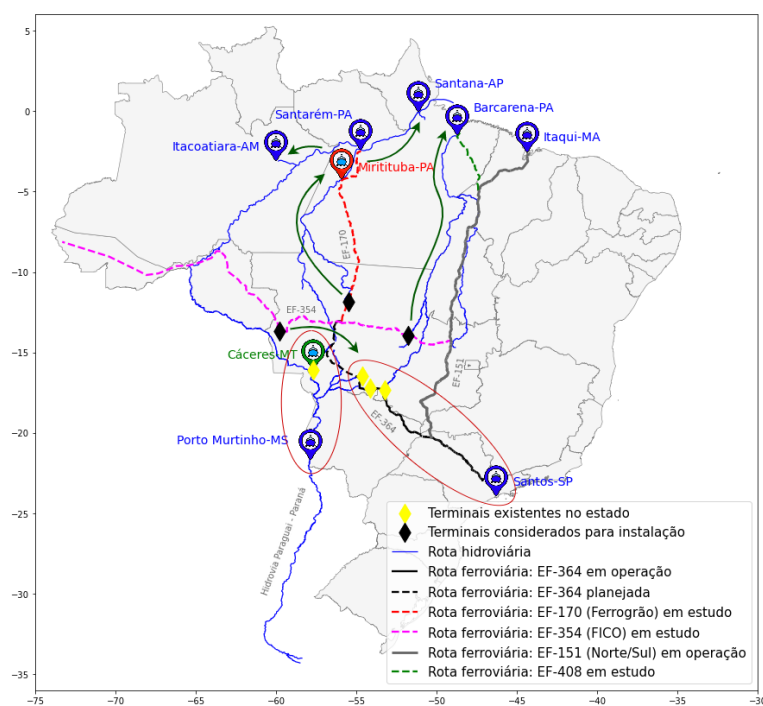 5
0
−5
−10
−15
−20
−25
−30
−35
−75
−70
−65
−60
−55
−50
−45
−40
−35
−30
Santana-AP
Santarém-PA
Barcarena-PA
Itacoatiara-AM
Itaqui-MA
Miritituba-PA
EF-170
EF-354
Cáceres-MT
EF-151
EF-364
Porto Murtinho-MS
Santos-SP
Hidrovia Paraguai - Paraná
Terminais existentes no estado
Terminais considerados para instalação
Rota hidroviária
Rota ferroviária: EF-364 em operação
Rota ferroviária: EF-364 planejada
Rota ferroviária: EF-170 (Ferrogrão) em estudo
Rota ferroviária: EF-354 (FICO) em estudo
Rota ferroviária: EF-151 (Norte/Sul) em operação
Rota ferroviária: EF-408 em estudo